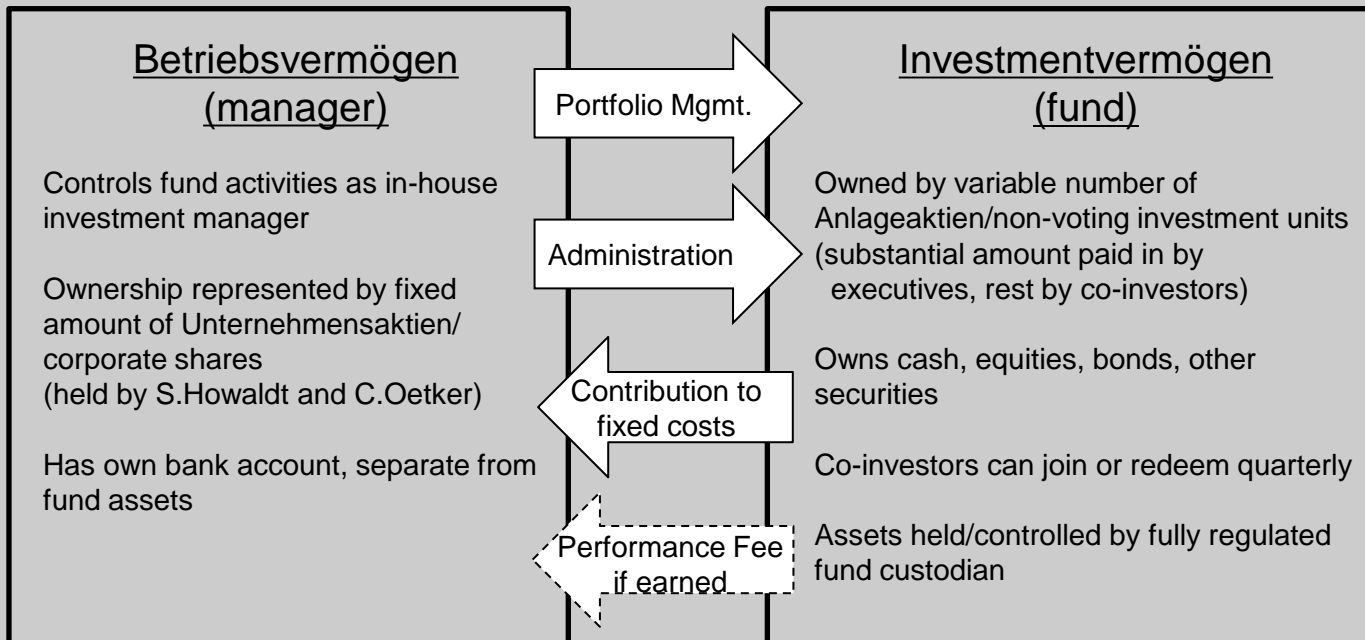 Betriebsvermögen
(manager)
Controls fund activities as in-house
investment manager
Ownership represented by fixed
amount of Unternehmensaktien/
corporate shares
(held by S.Howaldt and C.Oetker)
Has own bank account, separate from
fund assets
Portfolio Mgmt.
Administration
Contribution to
fixed costs
Performance Fee
if earned
Investmentvermögen
(fund)
Owned by variable number of
Anlageaktien/non-voting investment units
(substantial amount paid in by
executives, rest by co-investors)
Owns cash, equities, bonds, other
securities
Co-investors can join or redeem quarterly
Assets held/controlled by fully regulated
fund custodian